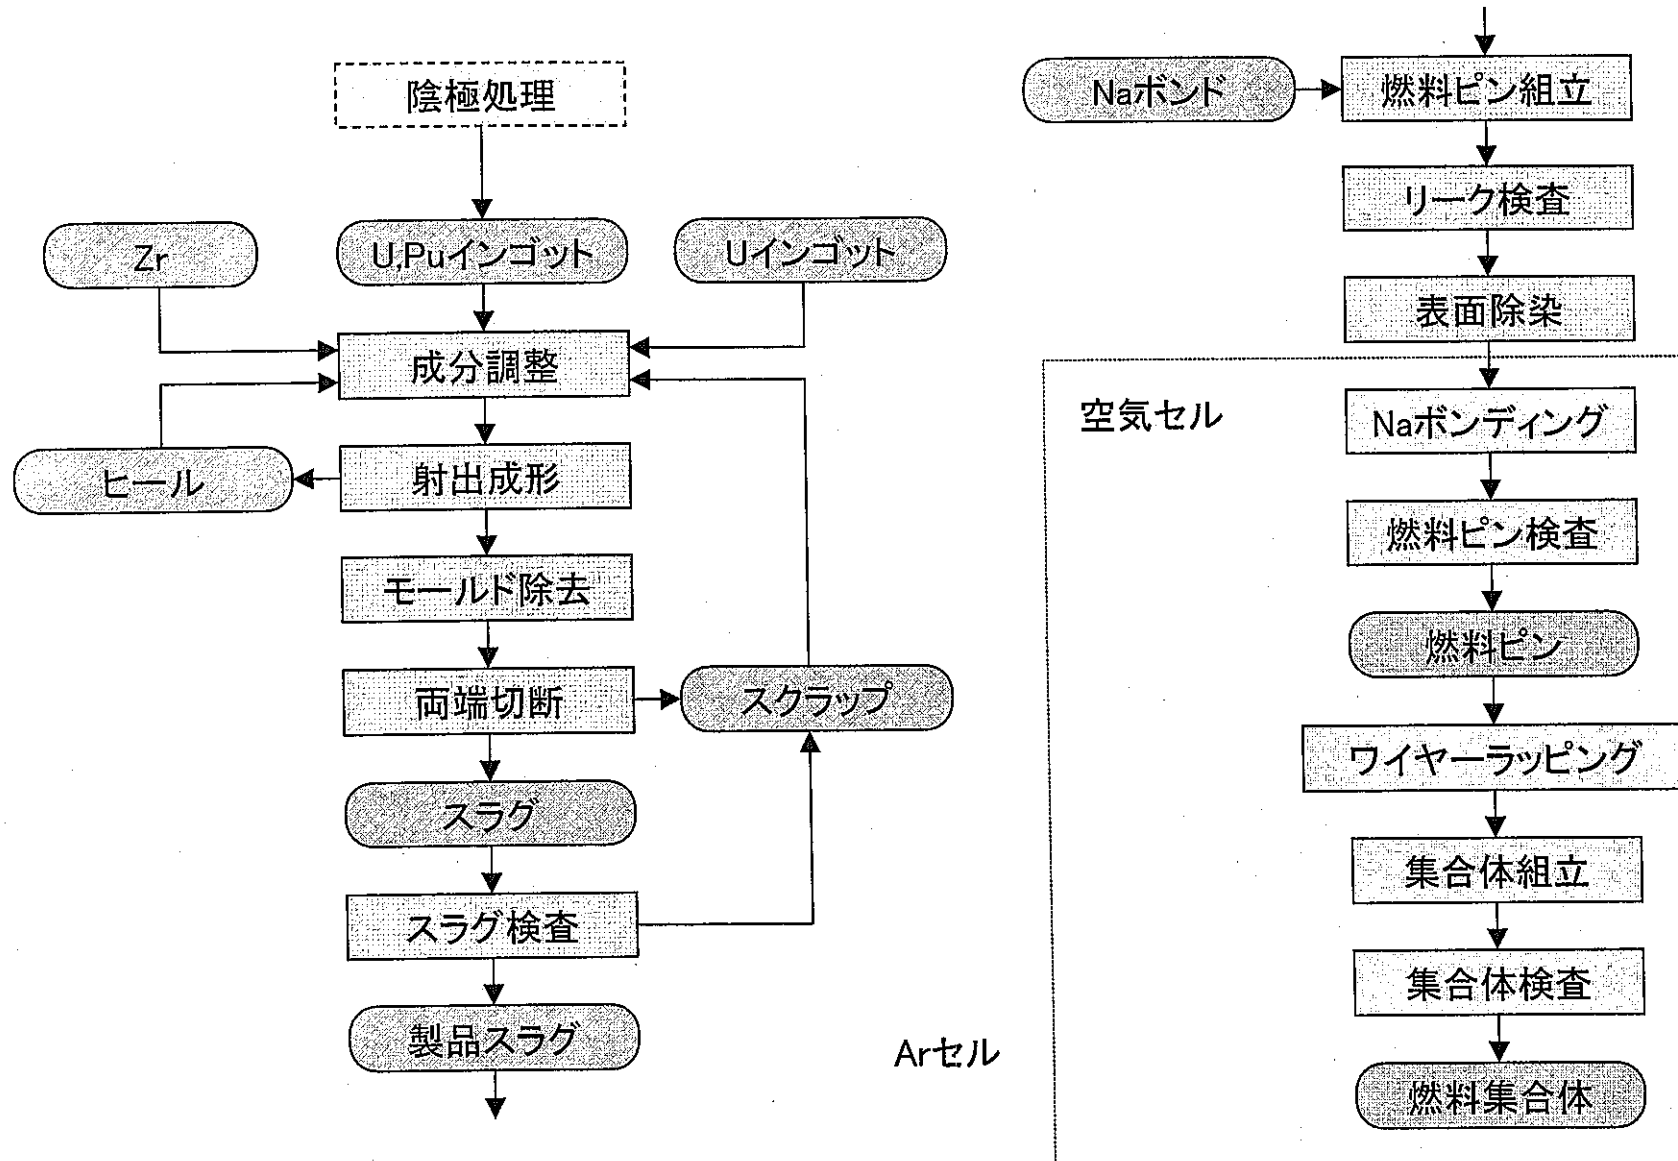 陰極処理
Zr
U,Puインゴット
Uインゴット
成分調整
ヒール
射出成形
モールド除去
両端切断
スクラップ
スラグ
スラグ検査
製品スラグ
Arセル
Naボンド
燃料ピン組立
リーク検査
表面除染
空気セル
Naボンディング
燃料ピン検査
燃料ピン
ワイヤーラッピング
集合体組立
集合体検査
燃料集合体